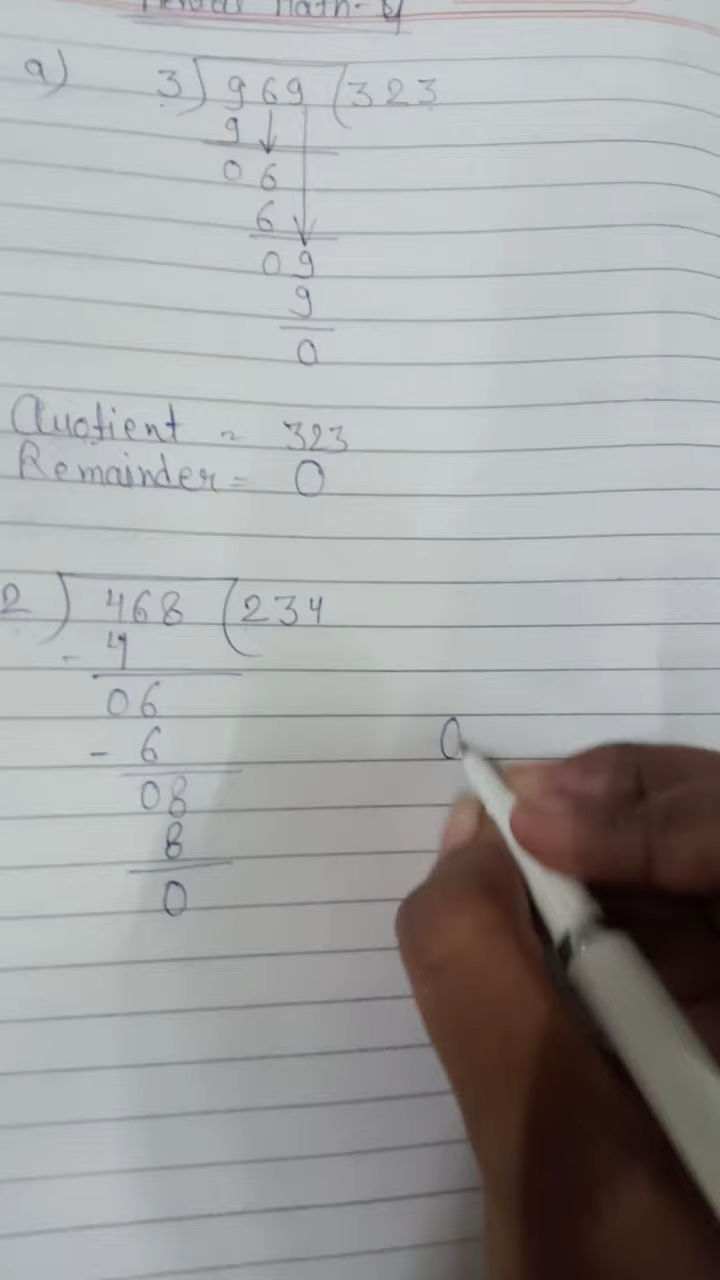 Math-
a) 3) 969 (323
9
06
6
09
9
0
Quotient = 323
Remainder = 0
2) 468 (234
- 4
06
- 6
08
8
0